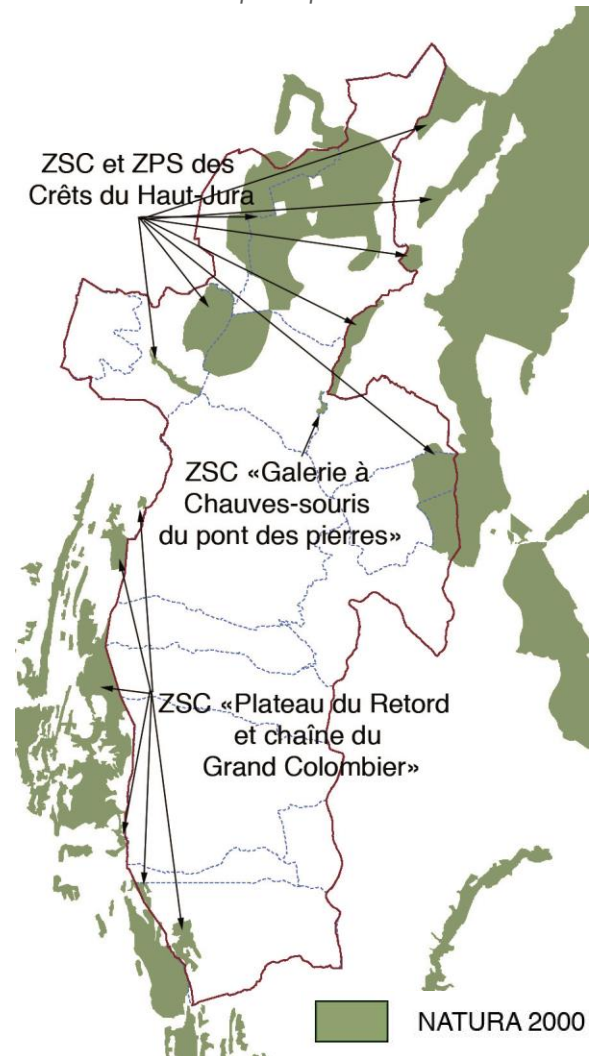 ZSC et ZPS des
Crêts du Haut-Jura
ZSC «Galerie à
Chauves-souris
du pont des pierres»
ZSC «Plateau du Retord
et chaîne du
Grand Colombier»
NATURA 2000